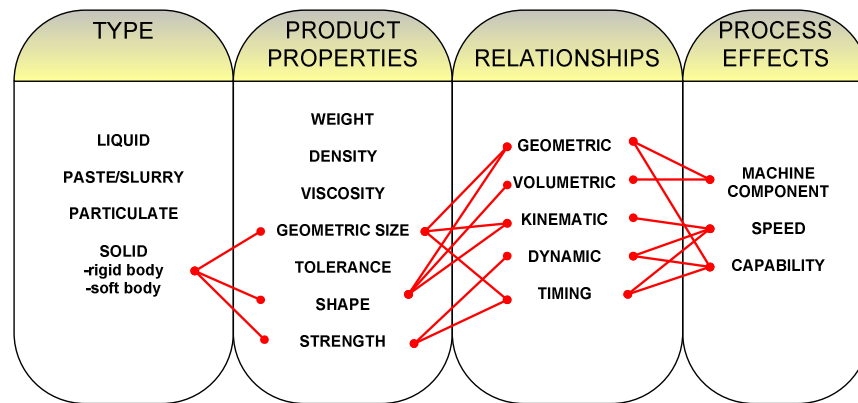 TYPE
PRODUCT
PROPERTIES
RELATIONSHIPS
PROCESS
EFFECTS
LIQUID
PASTE/SLURRY
PARTICULATE
SOLID
-rigid body
-soft body
WEIGHT
DENSITY
VISCOSITY
GEOMETRIC SIZE
TOLERANCE
SHAPE
STRENGTH
GEOMETRIC
VOLUMETRIC
KINEMATIC
DYNAMIC
TIMING
MACHINE
COMPONENT
SPEED
CAPABILITY